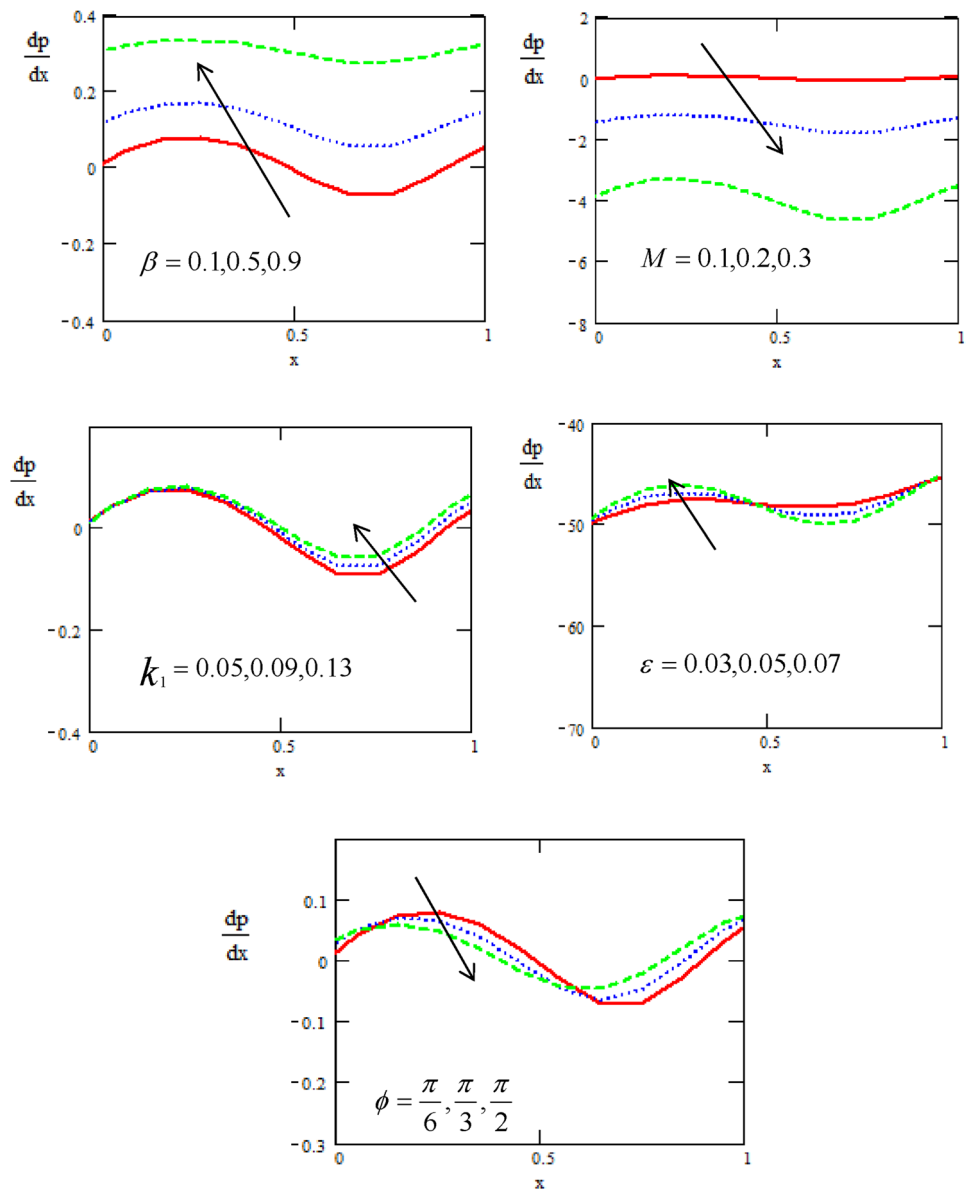 dp
dx
0.4
0.2
0
-0.2
-0.4
0
0.5
1
x
β = 0.1,0.5,0.9
dp
dx
2
0
-2
-4
-6
-8
0
0.5
1
x
M = 0.1,0.2,0.3
dp
dx
0
-0.2
-0.4
0
0.5
1
x
k₁ = 0.05,0.09,0.13
dp
dx
-40
-50
-60
-70
0
0.5
1
x
ε = 0.03,0.05,0.07
dp
dx
0.1
0
-0.1
-0.2
-0.3
0
0.5
1
x
ϕ = π/6, π/3, π/2